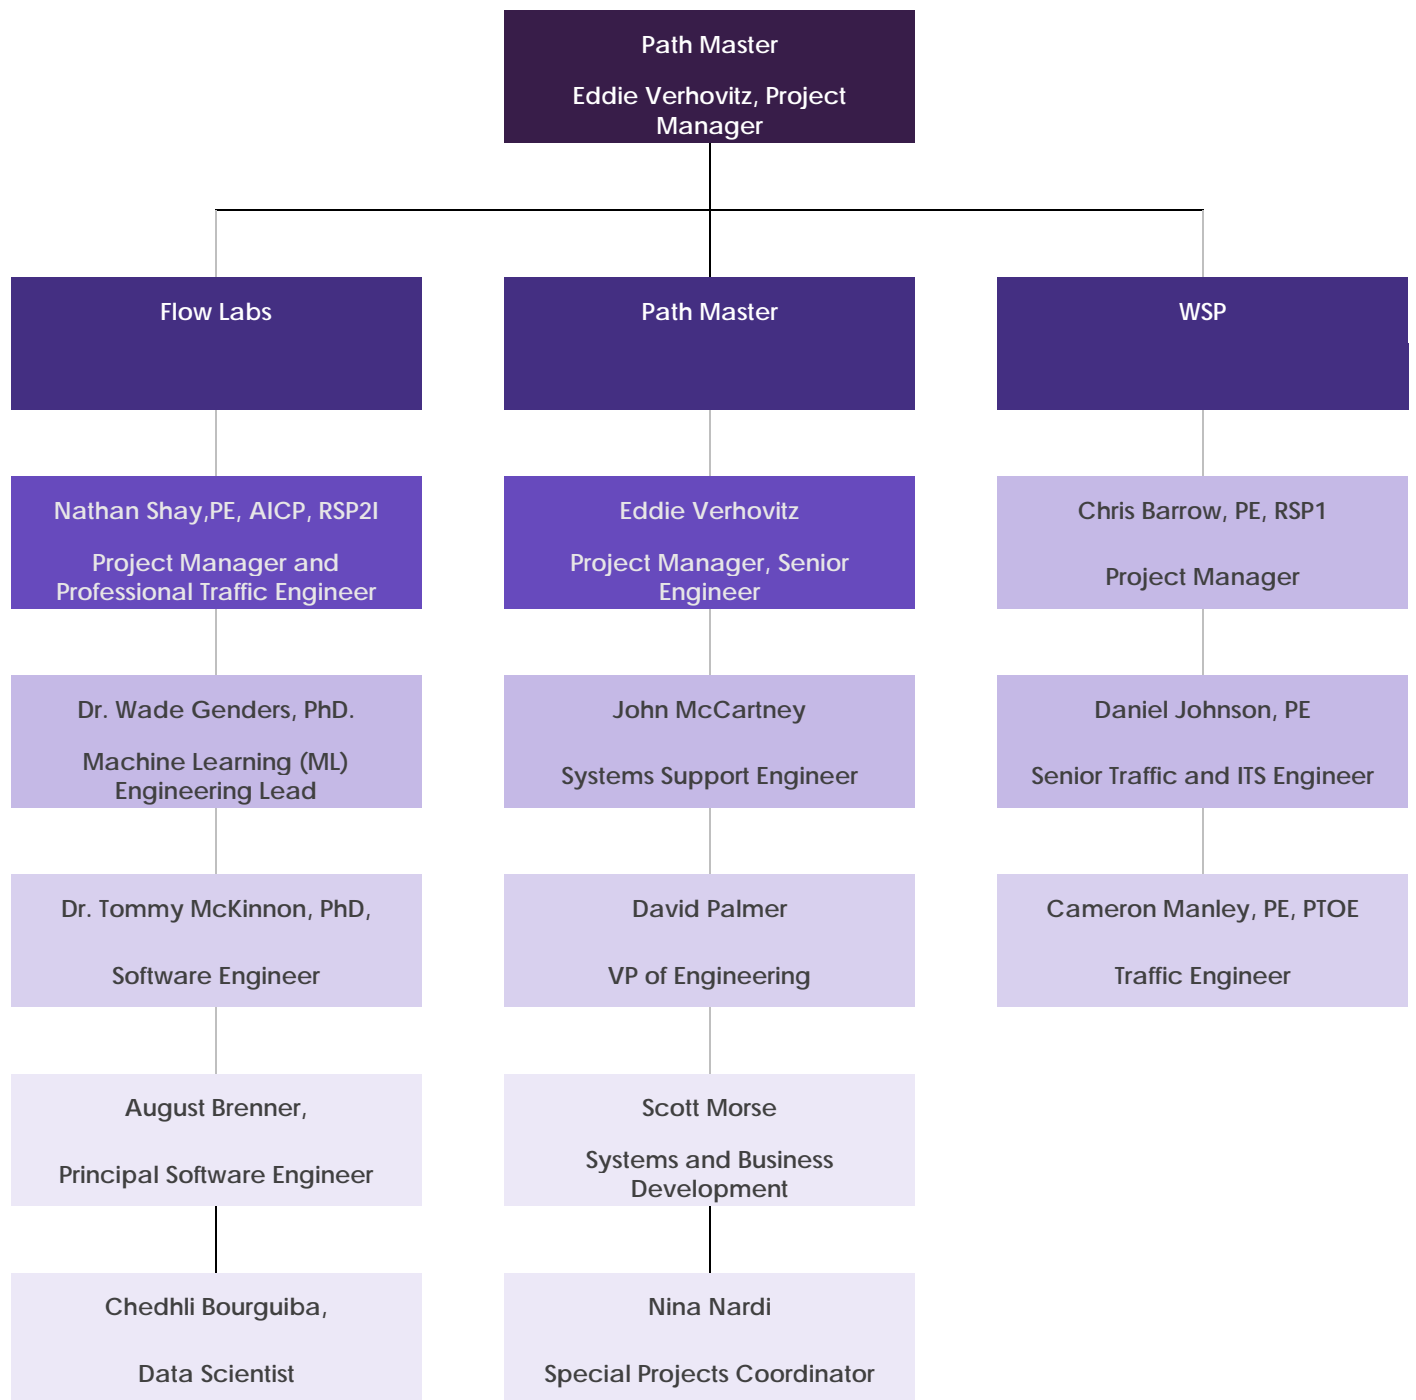 Path Master
Eddie Verhovitz, Project
Manager
Flow Labs
Path Master
WSP
Nathan Shay,PE, AICP, RSP2I
Project Manager and
Professional Traffic Engineer
Eddie Verhovitz
Project Manager, Senior
Engineer
Chris Barrow, PE, RSP1
Project Manager
Dr. Wade Genders, PhD.
Machine Learning (ML)
Engineering Lead
John McCartney
Systems Support Engineer
Daniel Johnson, PE
Senior Traffic and ITS Engineer
Dr. Tommy McKinnon, PhD,
Software Engineer
David Palmer
VP of Engineering
Cameron Manley, PE, PTOE
Traffic Engineer
August Brenner,
Principal Software Engineer
Scott Morse
Systems and Business
Development
Chedhli Bourguiba,
Data Scientist
Nina Nardi
Special Projects Coordinator